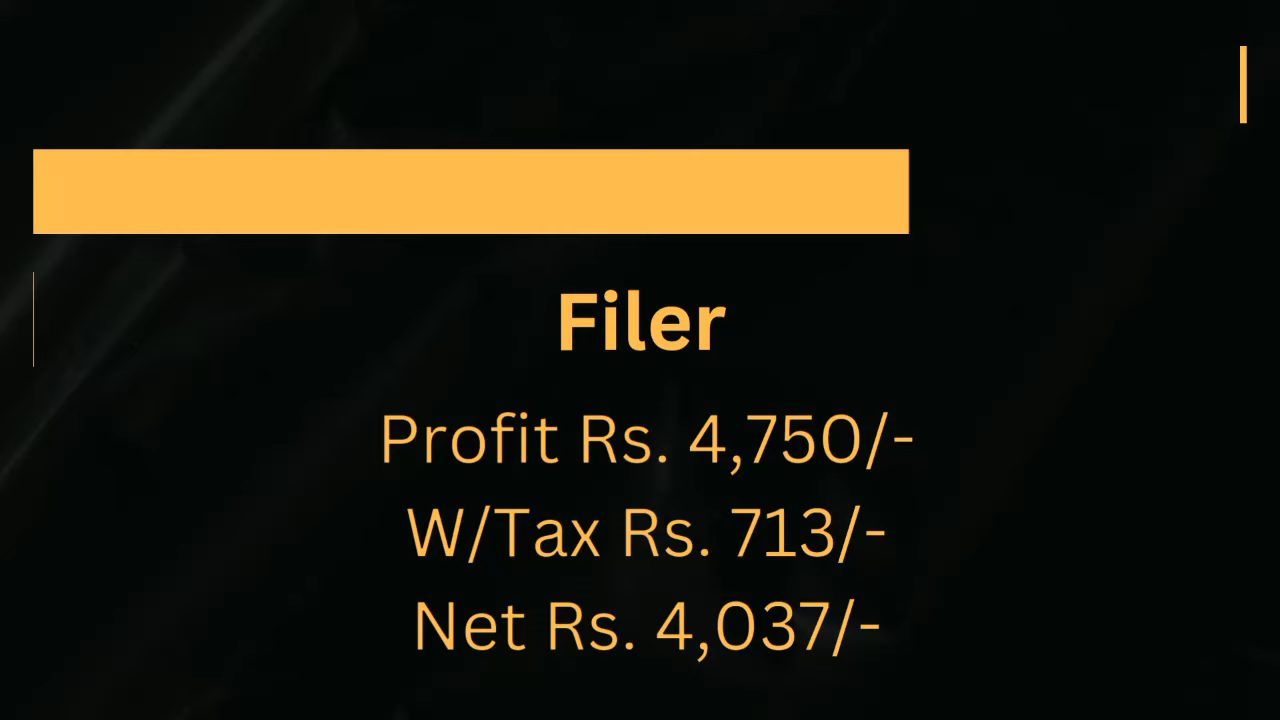 Filer
Profit Rs. 4,750/-
W/Tax Rs. 713/-
Net Rs. 4,037/-